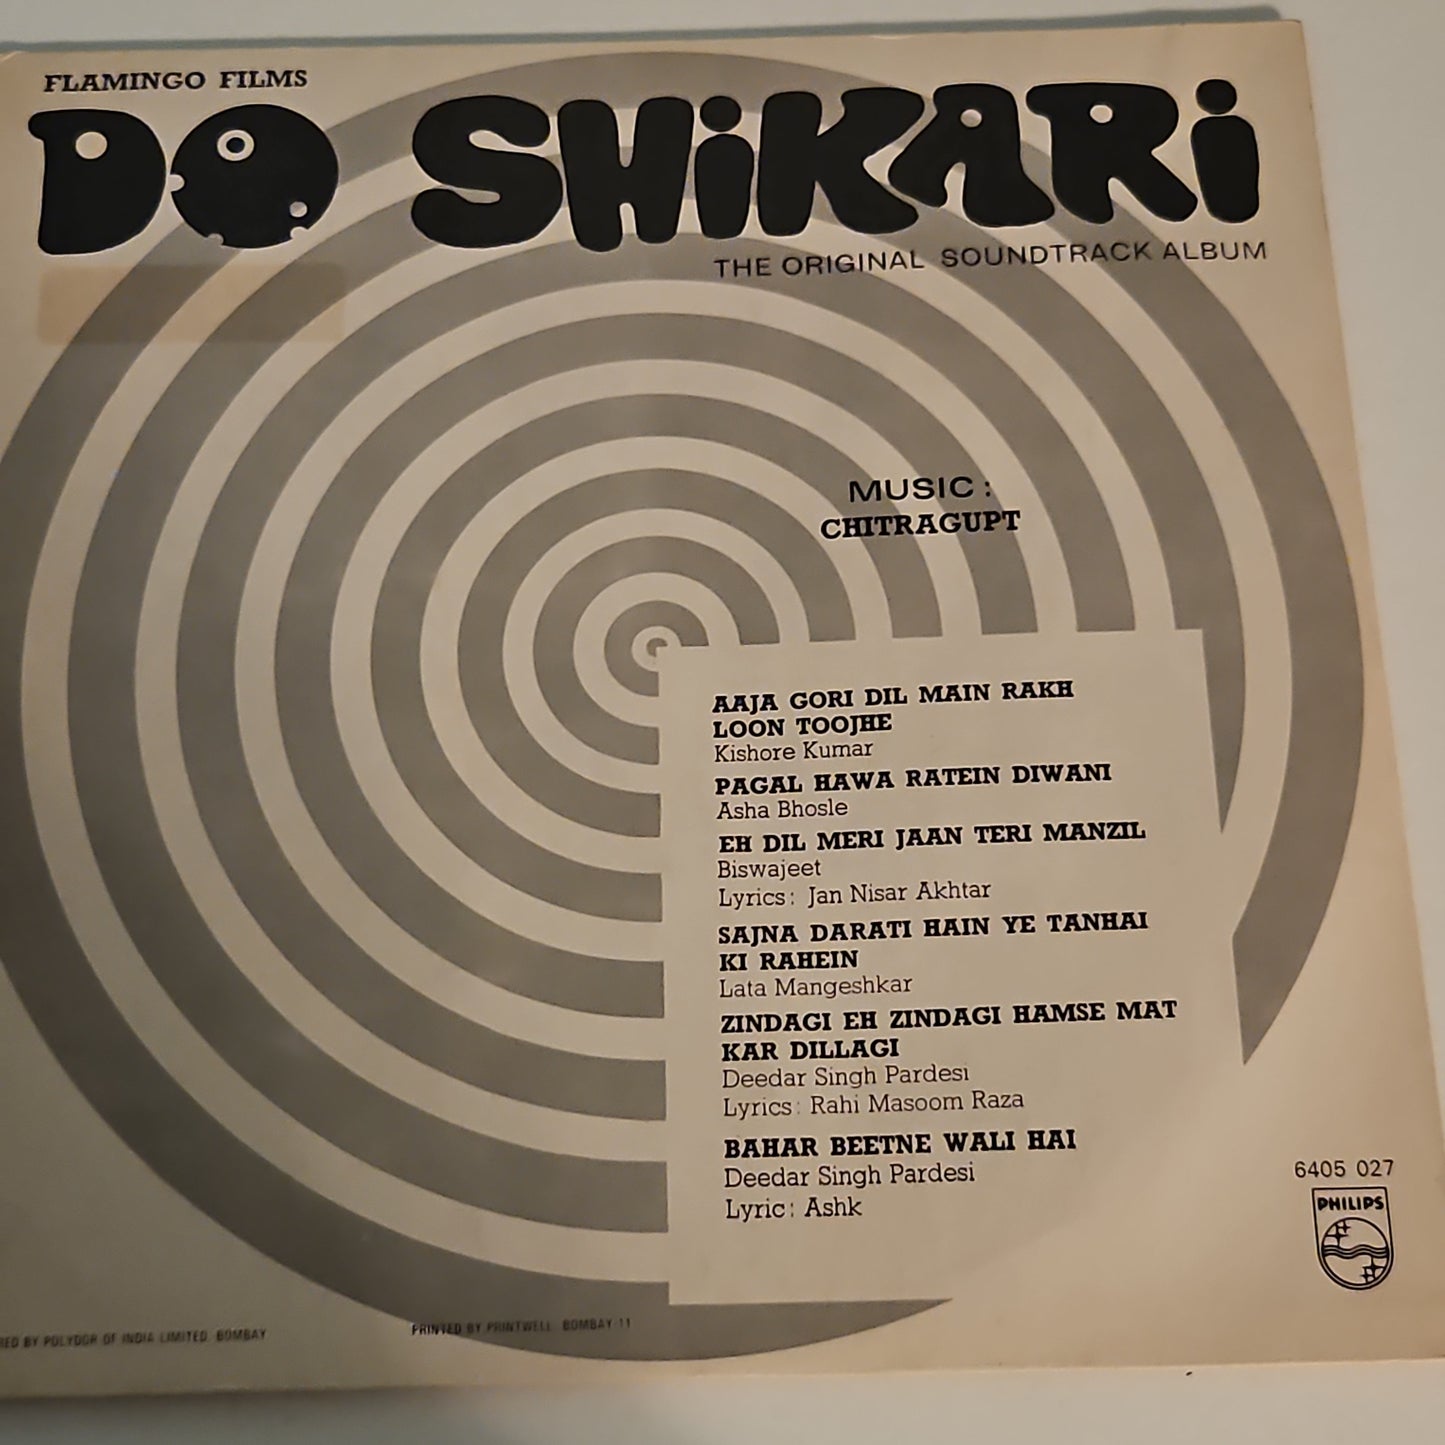 FLAMINGO FILMS
DO SHiKARi
THE ORIGINAL SOUNDTRACK ALBUM
MUSIC:
CHITRAGUPT
AAJA GORI DIL MAIN RAKH
LOON TOOJHE
Kishore Kumar
PAGAL HAWA RATEIN DIWANI
Asha Bhosle
EH DIL MERI JAAN TERI MANZIL
Biswajeet
Lyrics: Jan Nisar Akhtar
SAJNA DARATI HAIN YE TANHAI
KI RAHEIN
Lata Mangeshkar
ZINDAGI EH ZINDAGI HAMSE MAT
KAR DILLAGI
Deedar Singh Pardesi
Lyrics: Rahi Masoom Raza
BAHAR BEETNE WALI HAI
Deedar Singh Pardesi
Lyric: Ashk
6405 027
PHILIPS
BY POLYDOR OF INDIA LIMITED. BOMBAY
PRINTED BY PRINTWELL. BOMBAY-11